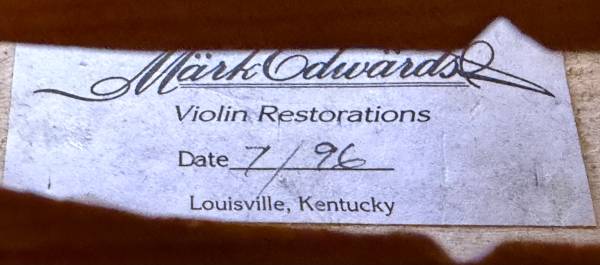 Märk Edwärds
Violin Restorations
Date 7/96
Louisville, Kentucky